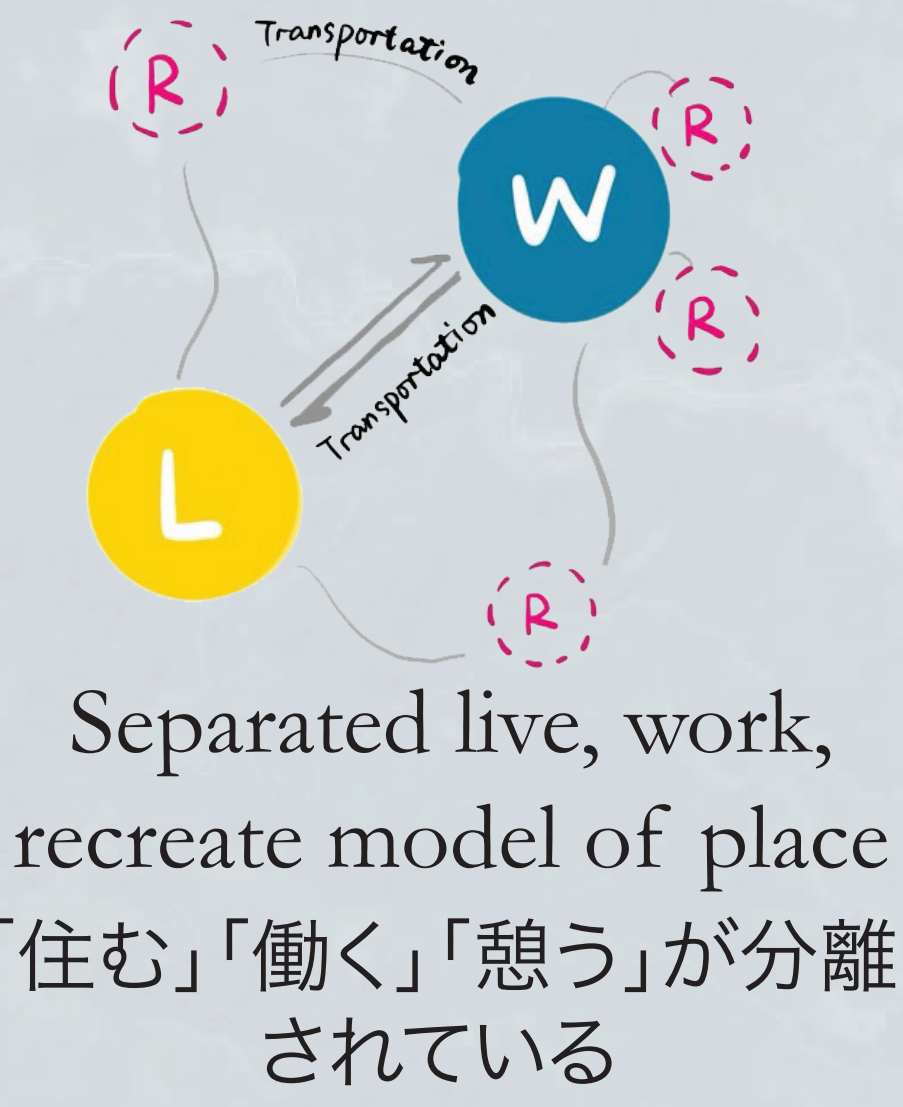 Transportation
R
R
W
R
Transportation
L
R
Separated live, work,
recreate model of place
「住む」「働く」「憩う」が分離
されている